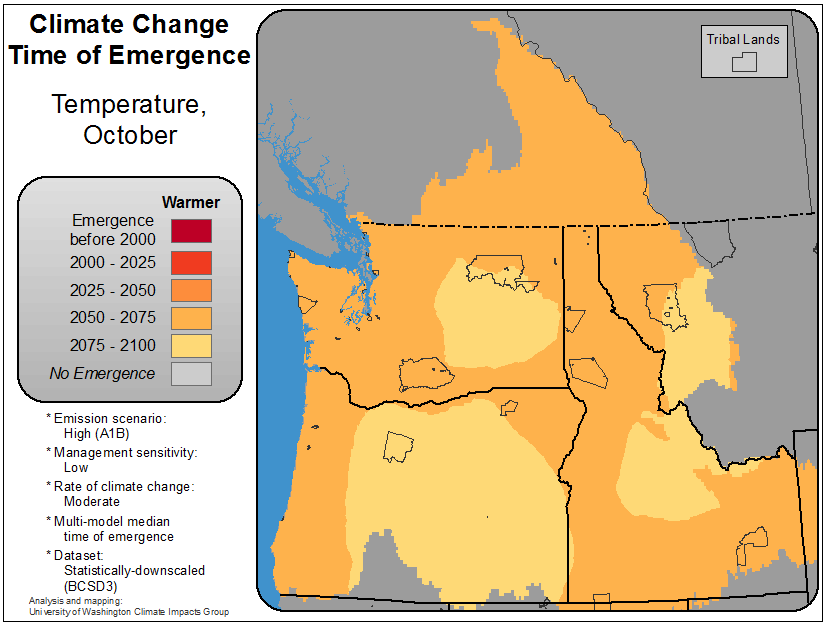 Climate Change
Time of Emergence
Temperature,
October
Warmer
Emergence
before 2000
2000 - 2025
2025 - 2050
2050 - 2075
2075 - 2100
No Emergence
* Emission scenario:
High (A1B)
* Management sensitivity:
Low
* Rate of climate change:
Moderate
* Multi-model median
time of emergence
* Dataset:
Statistically-downscaled
(BCSD3)
Analysis and mapping:
University of Washington Climate Impacts Group
Tribal Lands